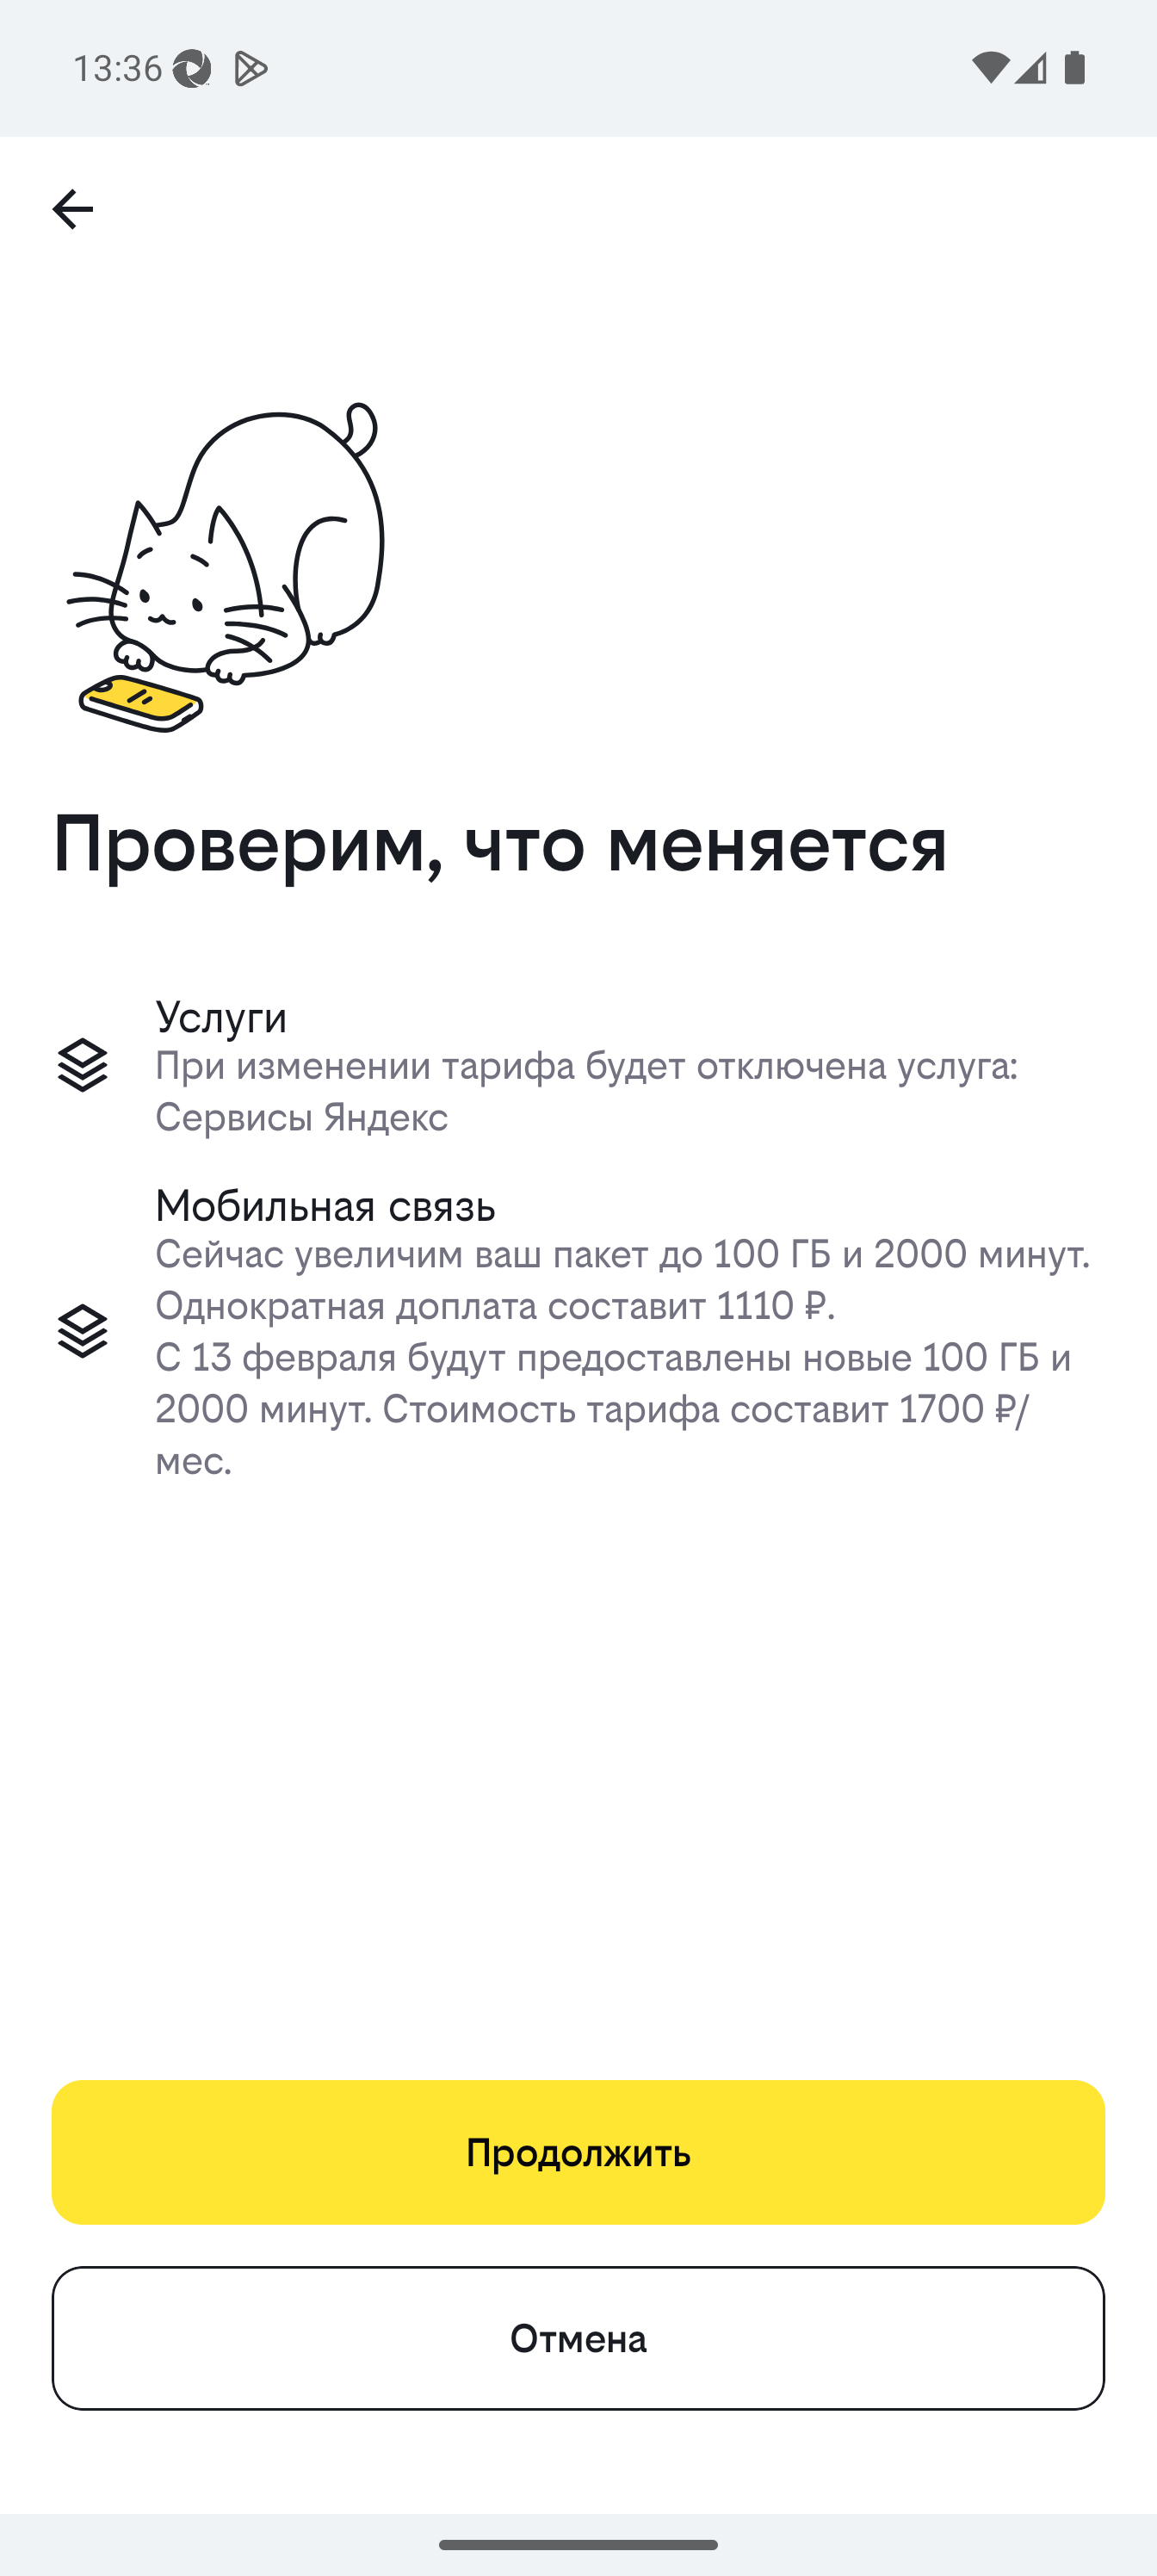 13:36
Проверим, что меняется
Услуги
При изменении тарифа будет отключена услуга:
Сервисы Яндекс
Мобильная связь
Сейчас увеличим ваш пакет до 100 ГБ и 2000 минут.
Однократная доплата составит 1110 ₽.
С 13 февраля будут предоставлены новые 100 ГБ и
2000 минут. Стоимость тарифа составит 1700 ₽/
мес.
Продолжить
Отмена